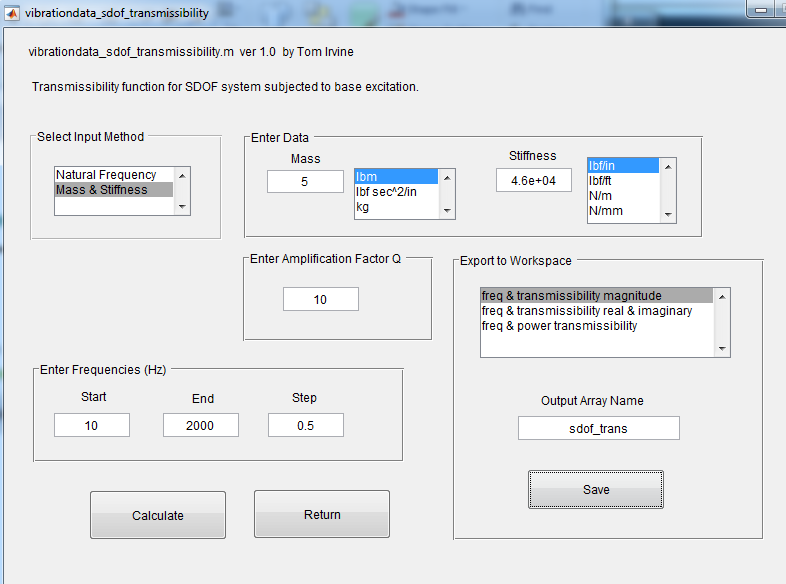 vibrationdata_sdof_transmissibility
vibrationdata_sdof_transmissibility.m ver 1.0 by Tom Irvine
Transmissibility function for SDOF system subjected to base excitation.
Select Input Method
Natural Frequency
Mass & Stiffness
Enter Data
Mass
5
lbm
lbf sec^2/in
kg
Stiffness
4.6e+04
lbf/in
lbf/ft
N/m
N/mm
Enter Amplification Factor Q
10
Export to Workspace
freq & transmissibility magnitude
freq & transmissibility real & imaginary
freq & power transmissibility
Output Array Name
sdof_trans
Save
Enter Frequencies (Hz)
Start
End
Step
10
2000
0.5
Calculate
Return